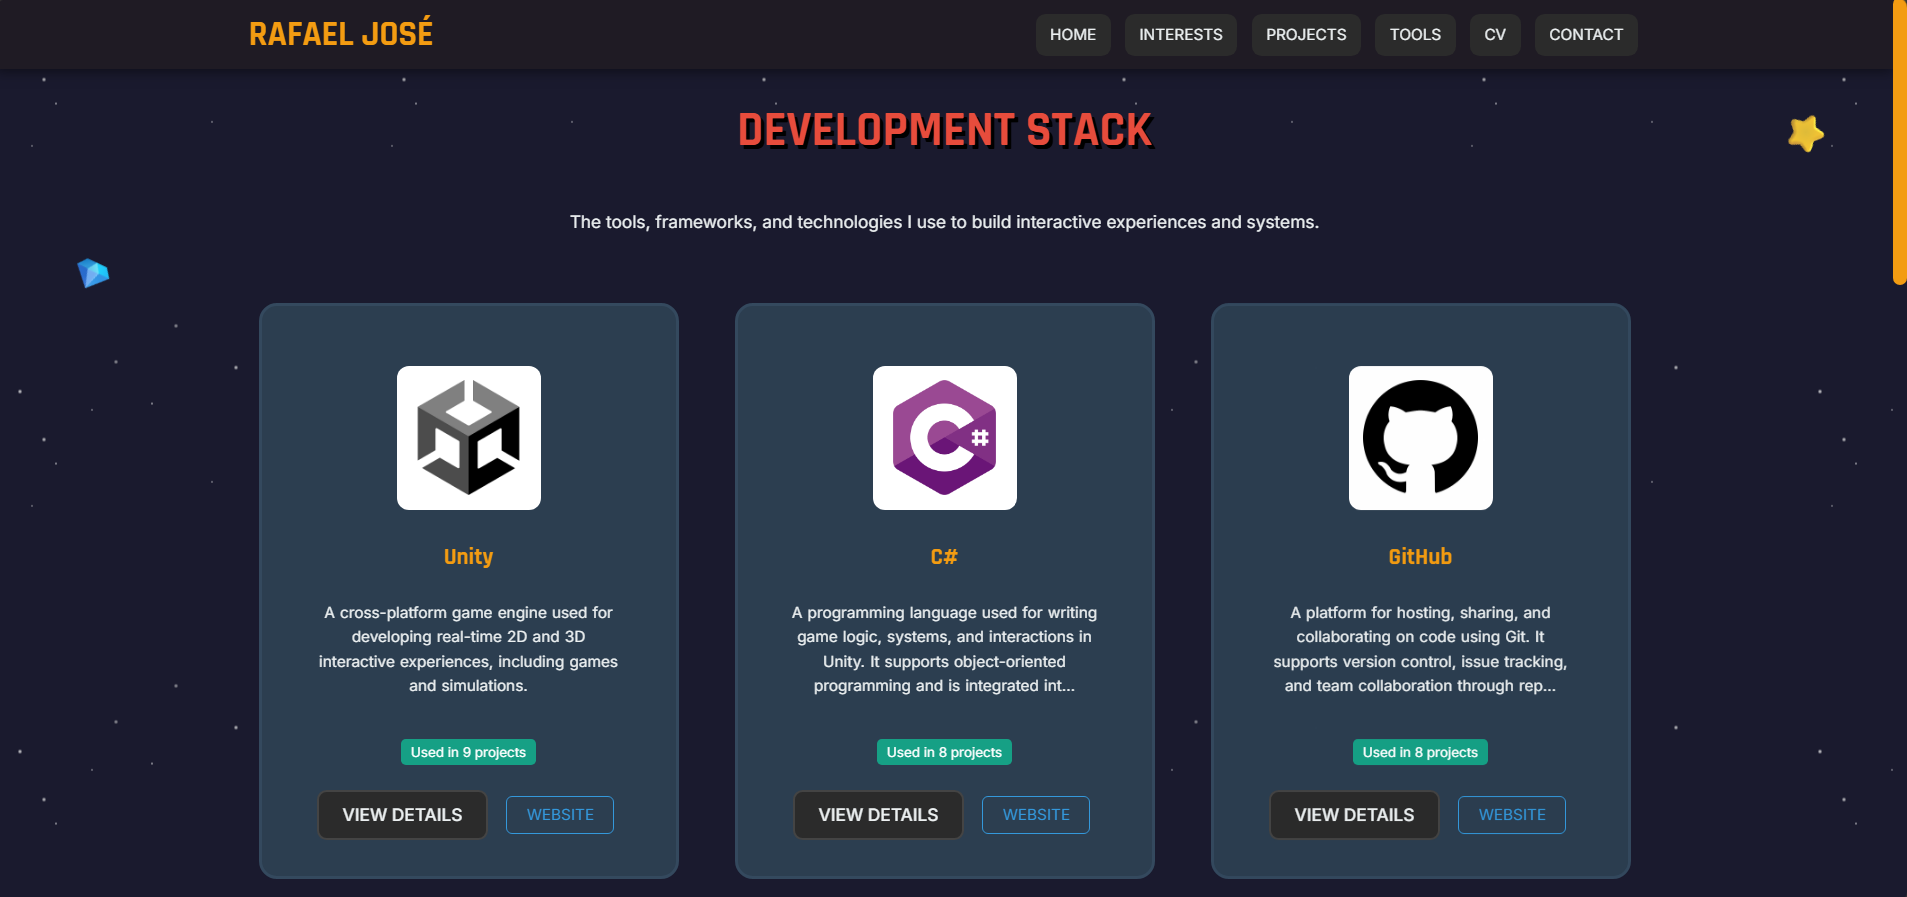 RAFAEL JOSÉ
HOME INTERESTS PROJECTS TOOLS CV CONTACT
DEVELOPMENT STACK
The tools, frameworks, and technologies I use to build interactive experiences and systems.
C#
Unity
A cross-platform game engine used for
developing real-time 2D and 3D
interactive experiences, including games
and simulations.
Used in 9 projects
VIEW DETAILS WEBSITE
C#
A programming language used for writing
game logic, systems, and interactions in
Unity. It supports object-oriented
programming and is integrated int...
Used in 8 projects
VIEW DETAILS WEBSITE
GitHub
A platform for hosting, sharing, and
collaborating on code using Git. It
supports version control, issue tracking,
and team collaboration through rep...
Used in 8 projects
VIEW DETAILS WEBSITE